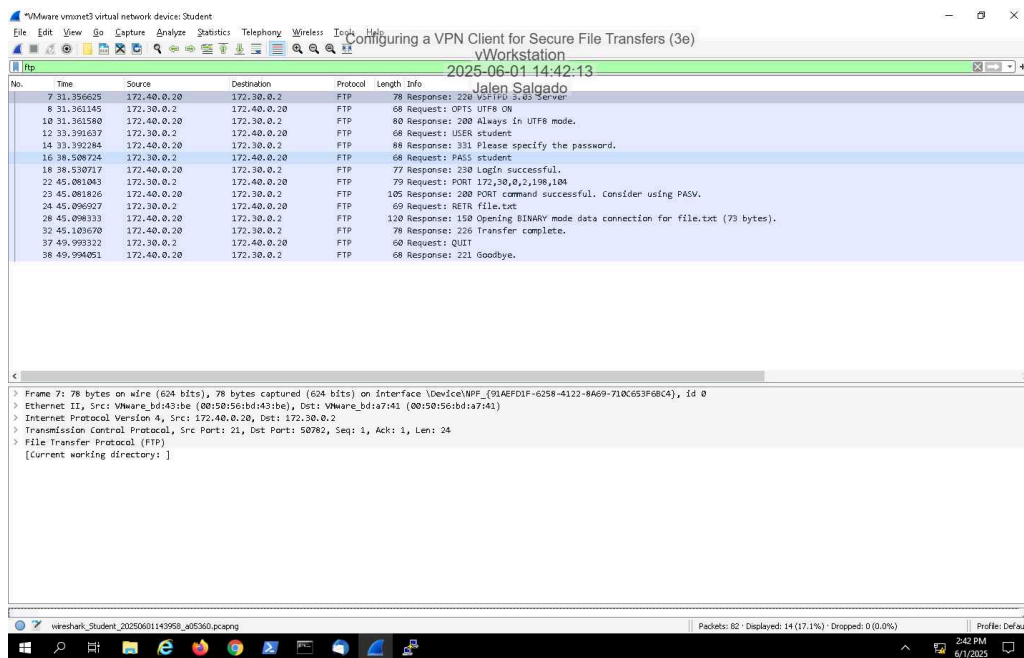 *VMware vmxnet3 virtual network device: Student
File Edit View Go Capture Analyze Statistics Telephony Wireless Tools Help
Configuring a VPN Client for Secure File Transfers (3e)
vWorkstation
2025-06-01 14:42:13
Jalen Salgado
ftp
No. Time Source Destination Protocol Length Info
7 31.356625 172.40.0.20 172.30.0.2 FTP 78 Response: 220 VSFTPD 3.03 Server
8 31.361145 172.30.0.2 172.40.0.20 FTP 68 Request: OPTS UTF8 ON
10 31.361580 172.40.0.20 172.30.0.2 FTP 80 Response: 200 Always in UTF8 mode.
12 33.391637 172.30.0.2 172.40.0.20 FTP 68 Request: USER student
14 33.392284 172.40.0.20 172.30.0.2 FTP 88 Response: 331 Please specify the password.
16 38.508724 172.30.0.2 172.40.0.20 FTP 68 Request: PASS student
18 38.530717 172.40.0.20 172.30.0.2 FTP 77 Response: 230 Login successful.
22 45.081043 172.30.0.2 172.40.0.20 FTP 79 Request: PORT 172,30,0,2,198,104
23 45.081826 172.40.0.20 172.30.0.2 FTP 105 Response: 200 PORT command successful. Consider using PASV.
24 45.096927 172.30.0.2 172.40.0.20 FTP 69 Request: RETR file.txt
28 45.098333 172.40.0.20 172.30.0.2 FTP 120 Response: 150 Opening BINARY mode data connection for file.txt (73 bytes).
32 45.103670 172.40.0.20 172.30.0.2 FTP 78 Response: 226 Transfer complete.
37 49.993322 172.30.0.2 172.40.0.20 FTP 60 Request: QUIT
38 49.994051 172.40.0.20 172.30.0.2 FTP 68 Response: 221 Goodbye.
Frame 7: 78 bytes on wire (624 bits), 78 bytes captured (624 bits) on interface \Device\NPF_{91AEFD1F-6258-4122-8A69-710C653F6BC4}, id 0
Ethernet II, Src: VMware_bd:43:be (00:50:56:bd:43:be), Dst: VMware_bd:a7:41 (00:50:56:bd:a7:41)
Internet Protocol Version 4, Src: 172.40.0.20, Dst: 172.30.0.2
Transmission Control Protocol, Src Port: 21, Dst Port: 50782, Seq: 1, Ack: 1, Len: 24
File Transfer Protocol (FTP)
[Current working directory: ]
wireshark_Student_20250601143958_a05360.pcapng
Packets: 82 · Displayed: 14 (17.1%) · Dropped: 0 (0.0%)
Profile: Defau
2:42 PM
6/1/2025